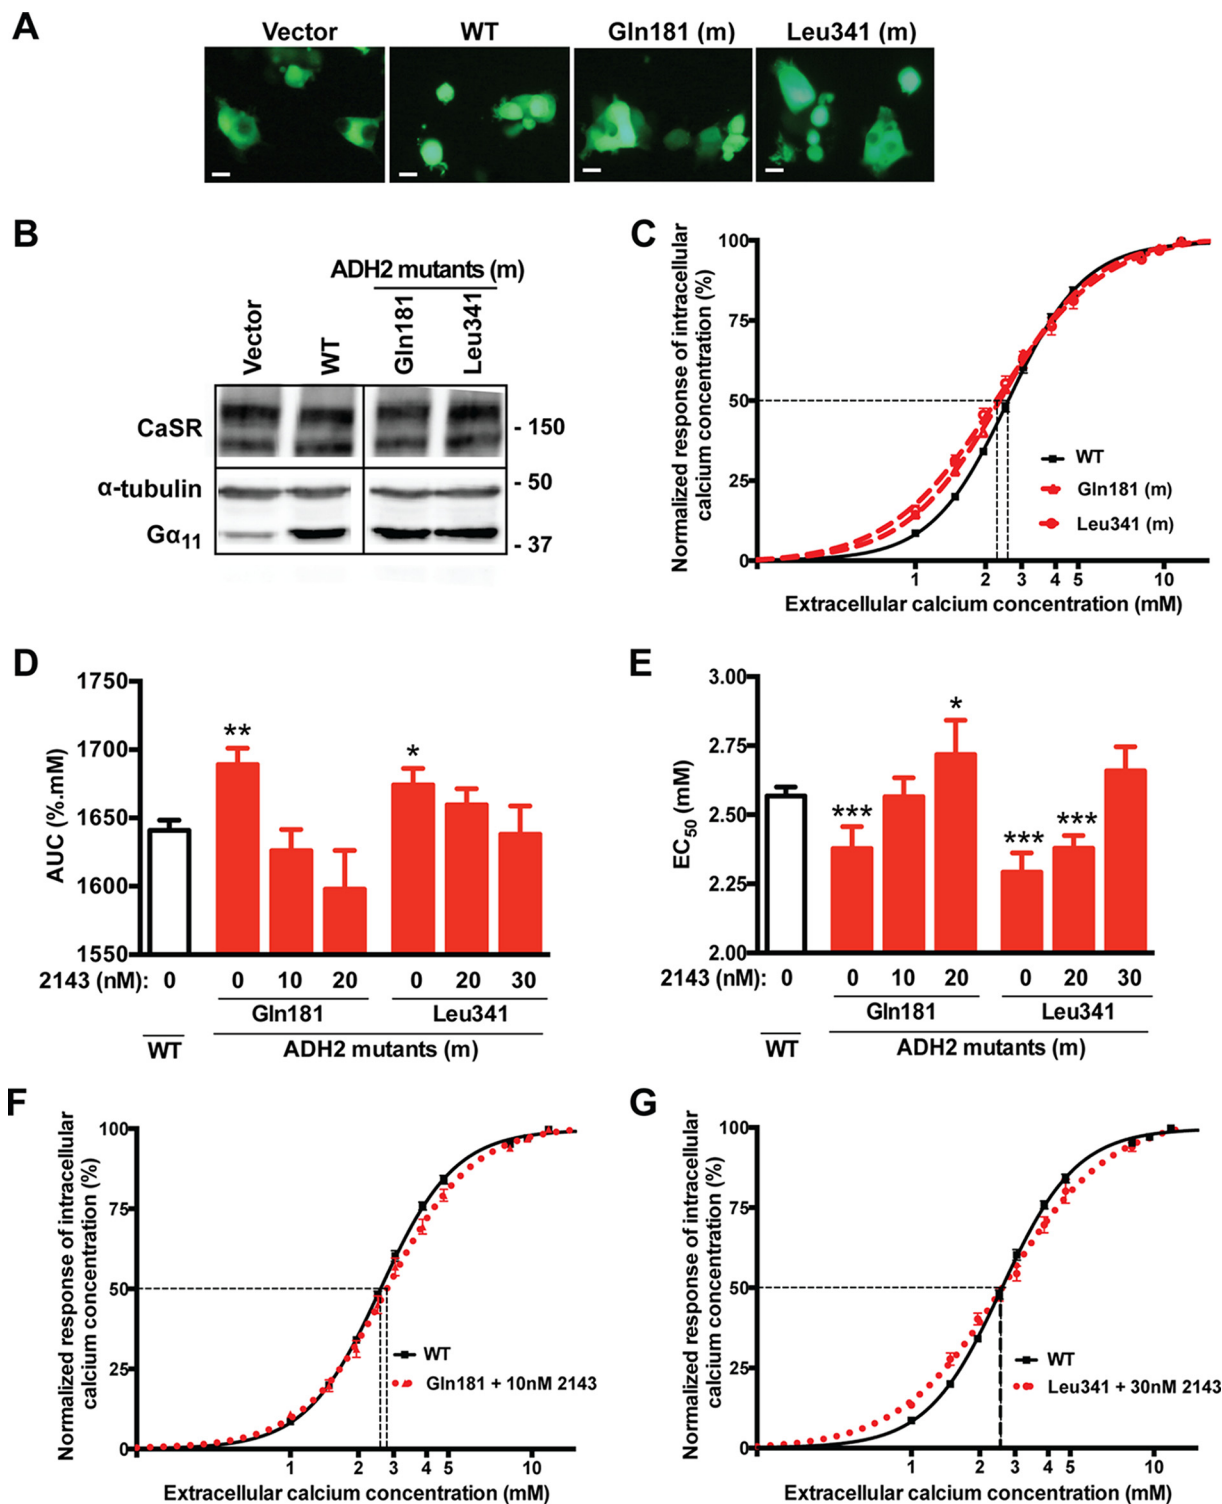 A
Vector WT Gln181 (m) Leu341 (m)
B
ADH2 mutants (m)
Vector
WT
Gln181
Leu341
CaSR
- 150
α-tubulin
- 50
Gα11
- 37
C
Normalized response of intracellular
calcium concentration (%)
100
75
50
25
0
WT
Gln181 (m)
Leu341 (m)
1 2 3 4 5 10
Extracellular calcium concentration (mM)
D
AUC (%.mM)
1750
1700
1650
1600
1550
** *
2143 (nM): 0 0 10 20 0 20 30
Gln181 Leu341
WT ADH2 mutants (m)
E
EC50 (mM)
3.00
2.75
2.50
2.25
2.00
*** * *** ***
2143 (nM): 0 0 10 20 0 20 30
Gln181 Leu341
WT ADH2 mutants (m)
F
Normalized response of intracellular
calcium concentration (%)
100
75
50
25
0
WT
Gln181 + 10nM 2143
1 2 3 4 5 10
Extracellular calcium concentration (mM)
G
Normalized response of intracellular
calcium concentration (%)
100
75
50
25
0
WT
Leu341 + 30nM 2143
1 2 3 4 5 10
Extracellular calcium concentration (mM)